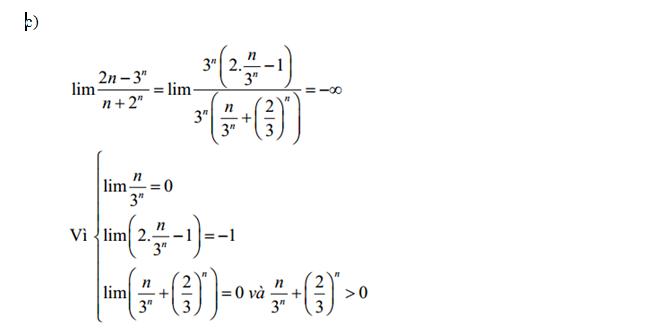 c)
lim (2n − 3ⁿ)/(n + 2ⁿ) = lim 3ⁿ(2.n/3ⁿ − 1)/3ⁿ(n/3ⁿ + (2/3)ⁿ) = −∞
Vì { lim n/3ⁿ = 0
lim(2.n/3ⁿ − 1) = −1
lim(n/3ⁿ + (2/3)ⁿ) = 0 và n/3ⁿ + (2/3)ⁿ > 0